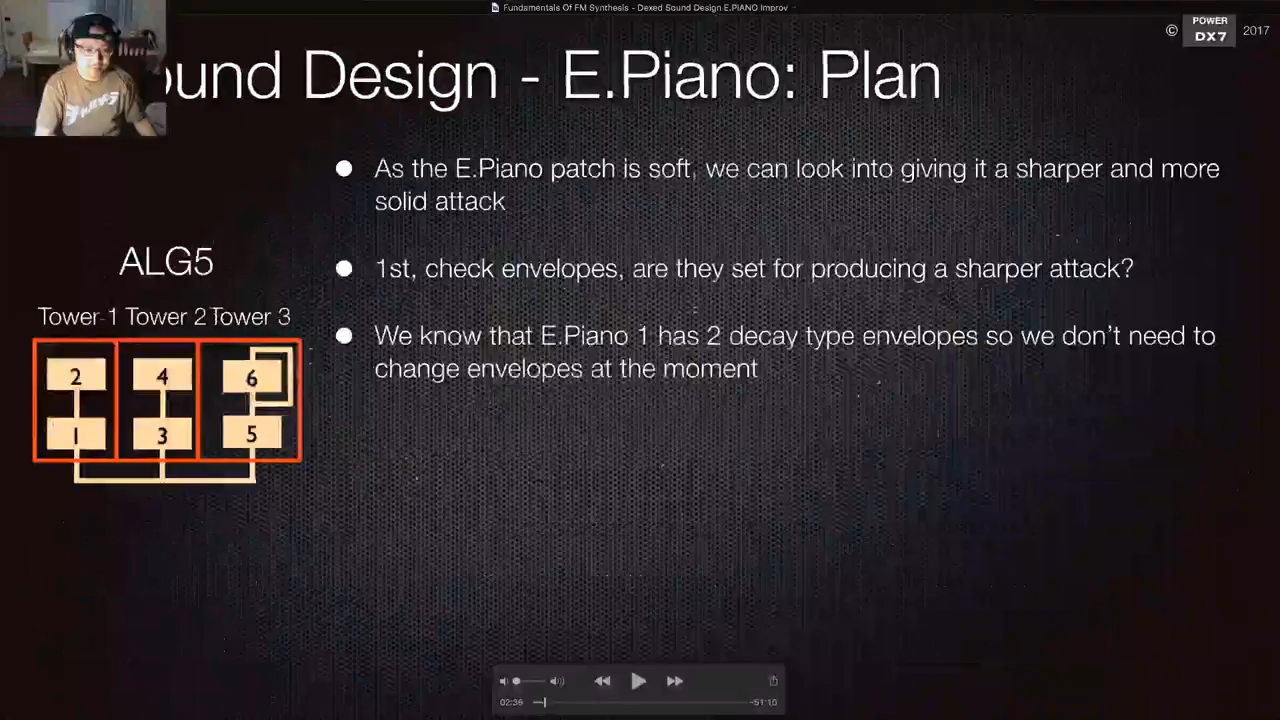 Fundamentals Of FM Synthesis - Dexed Sound Design E.PIANO Improv
© POWER DX7 2017
ound Design - E.Piano: Plan
As the E.Piano patch is soft, we can look into giving it a sharper and more
solid attack
1st, check envelopes, are they set for producing a sharper attack?
We know that E.Piano 1 has 2 decay type envelopes so we don't need to
change envelopes at the moment
ALG5
Tower 1 Tower 2 Tower 3
2 4 6
1 3 5
02:36 -51:10